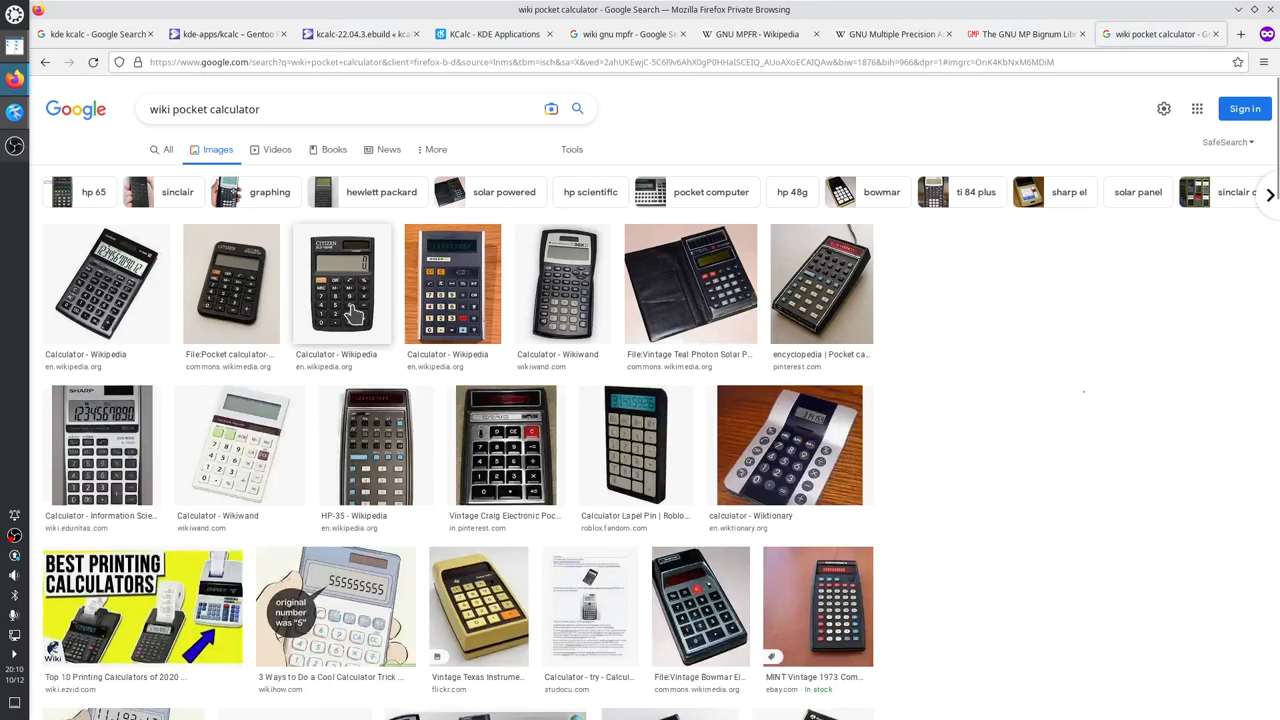 wiki pocket calculator - Google Search — Mozilla Firefox Private Browsing
kde kcalc - Google Search
kde-apps/kcalc – Gentoo P
kcalc-22.04.3.ebuild « kca
KCalc - KDE Applications
wiki gnu mpfr - Google Se
GNU MPFR - Wikipedia
GNU Multiple Precision A
The GNU MP Bignum Lib
wiki pocket calculator - G
https://www.google.com/search?q=wiki+pocket+calculator&client=firefox-b-d&source=lnms&tbm=isch&sa=X&ved=2ahUKEwjC-5C6l9v6AhX0gP0HHaISCEIQ_AUoAXoECAIQAw&biw=1876&bih=966&dpr=1#imgrc=OnK4KbNxM6MDiM
Google
wiki pocket calculator
Sign in
All
Images
Videos
Books
News
More
Tools
SafeSearch
hp 65
sinclair
graphing
hewlett packard
solar powered
hp scientific
pocket computer
hp 48g
bowmar
ti 84 plus
sharp el
solar panel
sinclair c
CITIZEN
CITIZEN
Calculator - Wikipedia
en.wikipedia.org
File:Pocket calculator-...
commons.wikimedia.org
Calculator - Wikipedia
en.wikipedia.org
Calculator - Wikipedia
en.wikipedia.org
Calculator - Wikiwand
wikiwand.com
File:Vintage Teal Photon Solar P...
commons.wikimedia.org
encyclopedia | Pocket ca...
pinterest.com
SHARP
CRAIG
Calculator - Information Scie...
wiki.edunitas.com
Calculator - Wikiwand
wikiwand.com
HP-35 - Wikipedia
en.wikipedia.org
Vintage Craig Electronic Poc...
in.pinterest.com
Calculator Lapel Pin | Roblo...
roblox.fandom.com
calculator - Wiktionary
en.wiktionary.org
BEST PRINTING
CALCULATORS
Wiki
555555555
original
number
was "5"
Top 10 Printing Calculators of 2020 ...
wiki.ezvid.com
3 Ways to Do a Cool Calculator Trick ...
wikihow.com
Vintage Texas Instrume...
flickr.com
Calculator - try - Calcul...
studocu.com
File:Vintage Bowmar El...
commons.wikimedia.org
MINT Vintage 1973 Com...
ebay.com · In stock
20:10
10/12